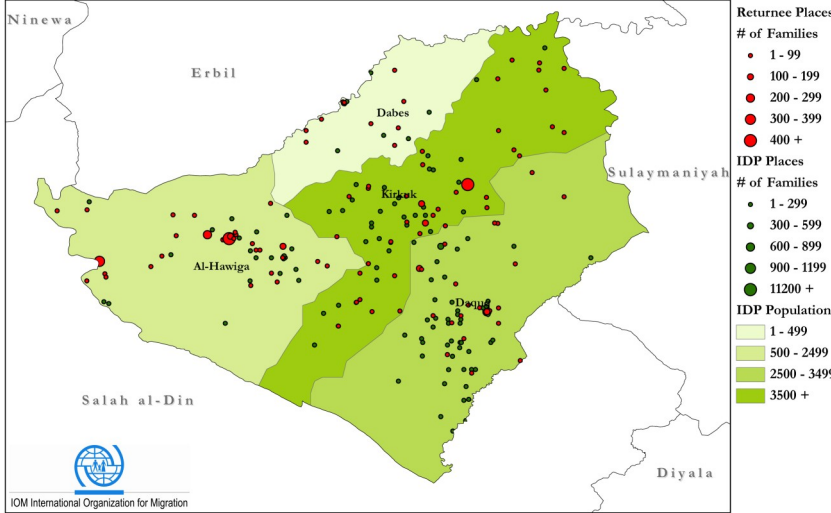 Ninewa
Erbil
Dabes
Sulaymaniyah
Kirkuk
Al-Hawiga
Daquq
Salah al-Din
Diyala
IOM International Organization for Migration
Returnee Places
# of Families
1 - 99
100 - 199
200 - 299
300 - 399
400 +
IDP Places
# of Families
1 - 299
300 - 599
600 - 899
900 - 1199
11200 +
IDP Population
1 - 499
500 - 2499
2500 - 3499
3500 +